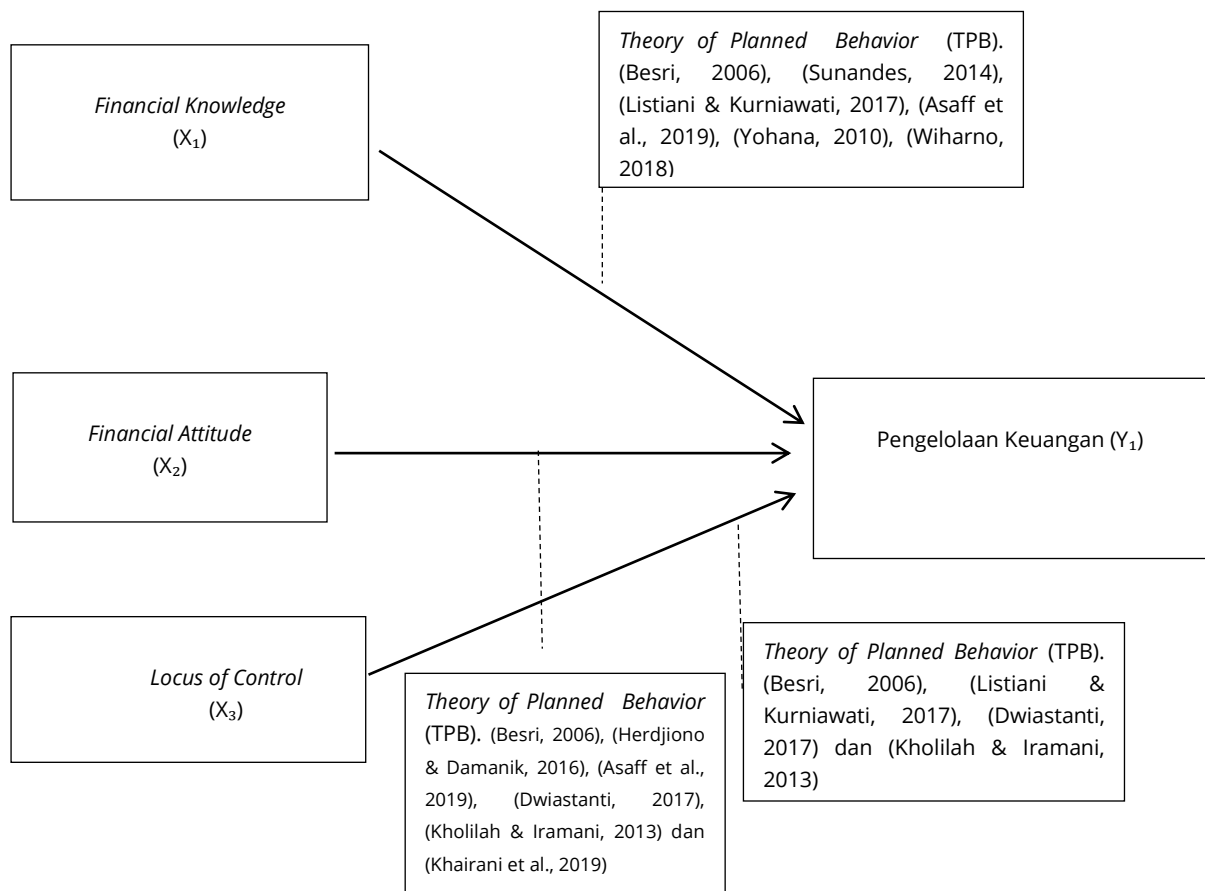 Theory of Planned Behavior (TPB).
(Besri, 2006), (Sunandes, 2014),
(Listiani & Kurniawati, 2017), (Asaff et
al., 2019), (Yohana, 2010), (Wiharno,
2018)
Financial Knowledge
(X₁)
Financial Attitude
(X₂)
Pengelolaan Keuangan (Y₁)
Locus of Control
(X₃)
Theory of Planned Behavior
(TPB). (Besri, 2006), (Herdjiono
& Damanik, 2016), (Asaff et al.,
2019), (Dwiastanti, 2017),
(Kholilah & Iramani, 2013) dan
(Khairani et al., 2019)
Theory of Planned Behavior (TPB).
(Besri, 2006), (Listiani &
Kurniawati, 2017), (Dwiastanti,
2017) dan (Kholilah & Iramani,
2013)